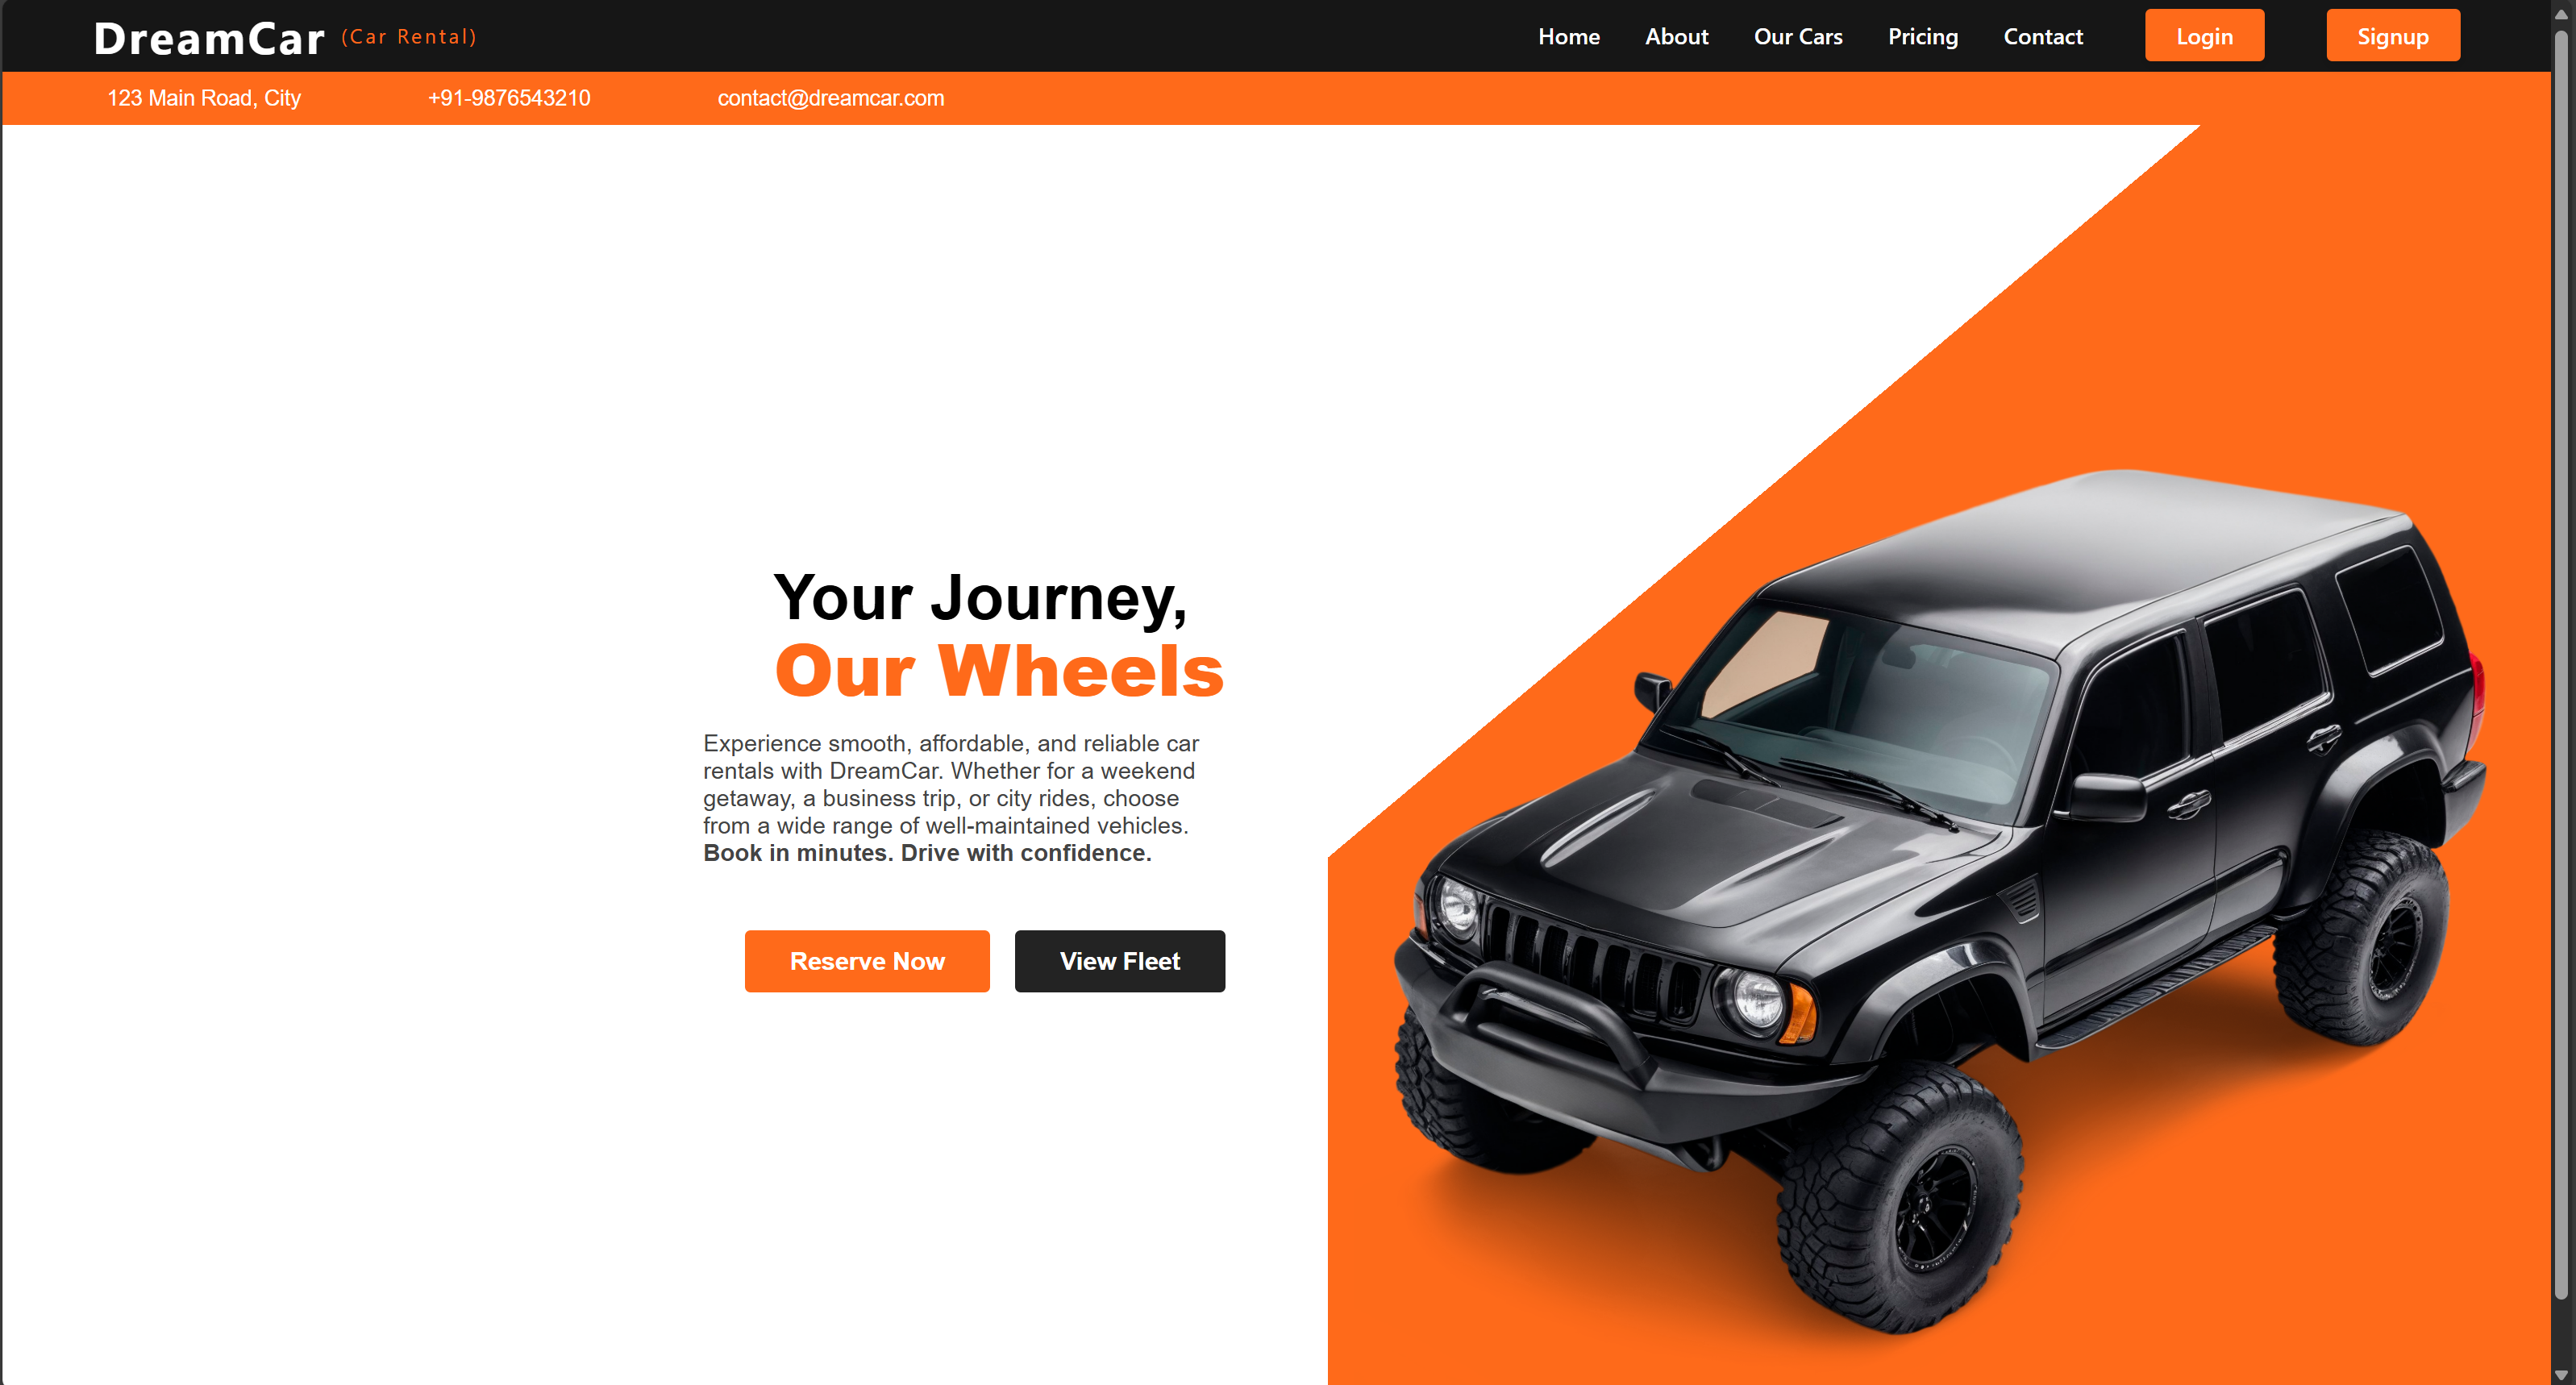 DreamCar (Car Rental)
Home About Our Cars Pricing Contact Login Signup
123 Main Road, City +91-9876543210 contact@dreamcar.com
Your Journey,
Our Wheels
Experience smooth, affordable, and reliable car
rentals with DreamCar. Whether for a weekend
getaway, a business trip, or city rides, choose
from a wide range of well-maintained vehicles.
Book in minutes. Drive with confidence.
Reserve Now View Fleet